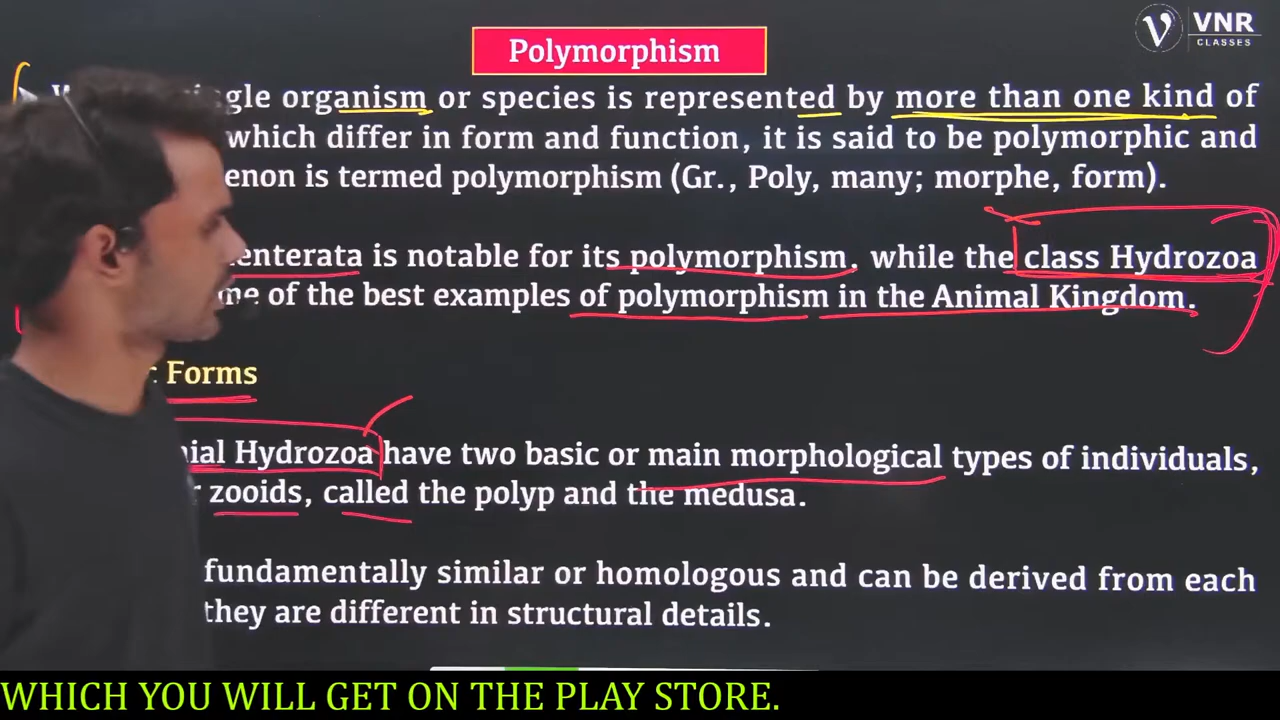 VNR
CLASSES
Polymorphism
organism or species is represented by more than one kind of
which differ in form and function, it is said to be polymorphic and
is termed polymorphism (Gr., Poly, many; morphe, form).
is notable for its polymorphism. while the class Hydrozoa
of the best examples of polymorphism in the Animal Kingdom.
Forms
Hydrozoa have two basic or main morphological types of individuals,
zooids, called the polyp and the medusa.
fundamentally similar or homologous and can be derived from each
they are different in structural details.
WHICH YOU WILL GET ON THE PLAY STORE.